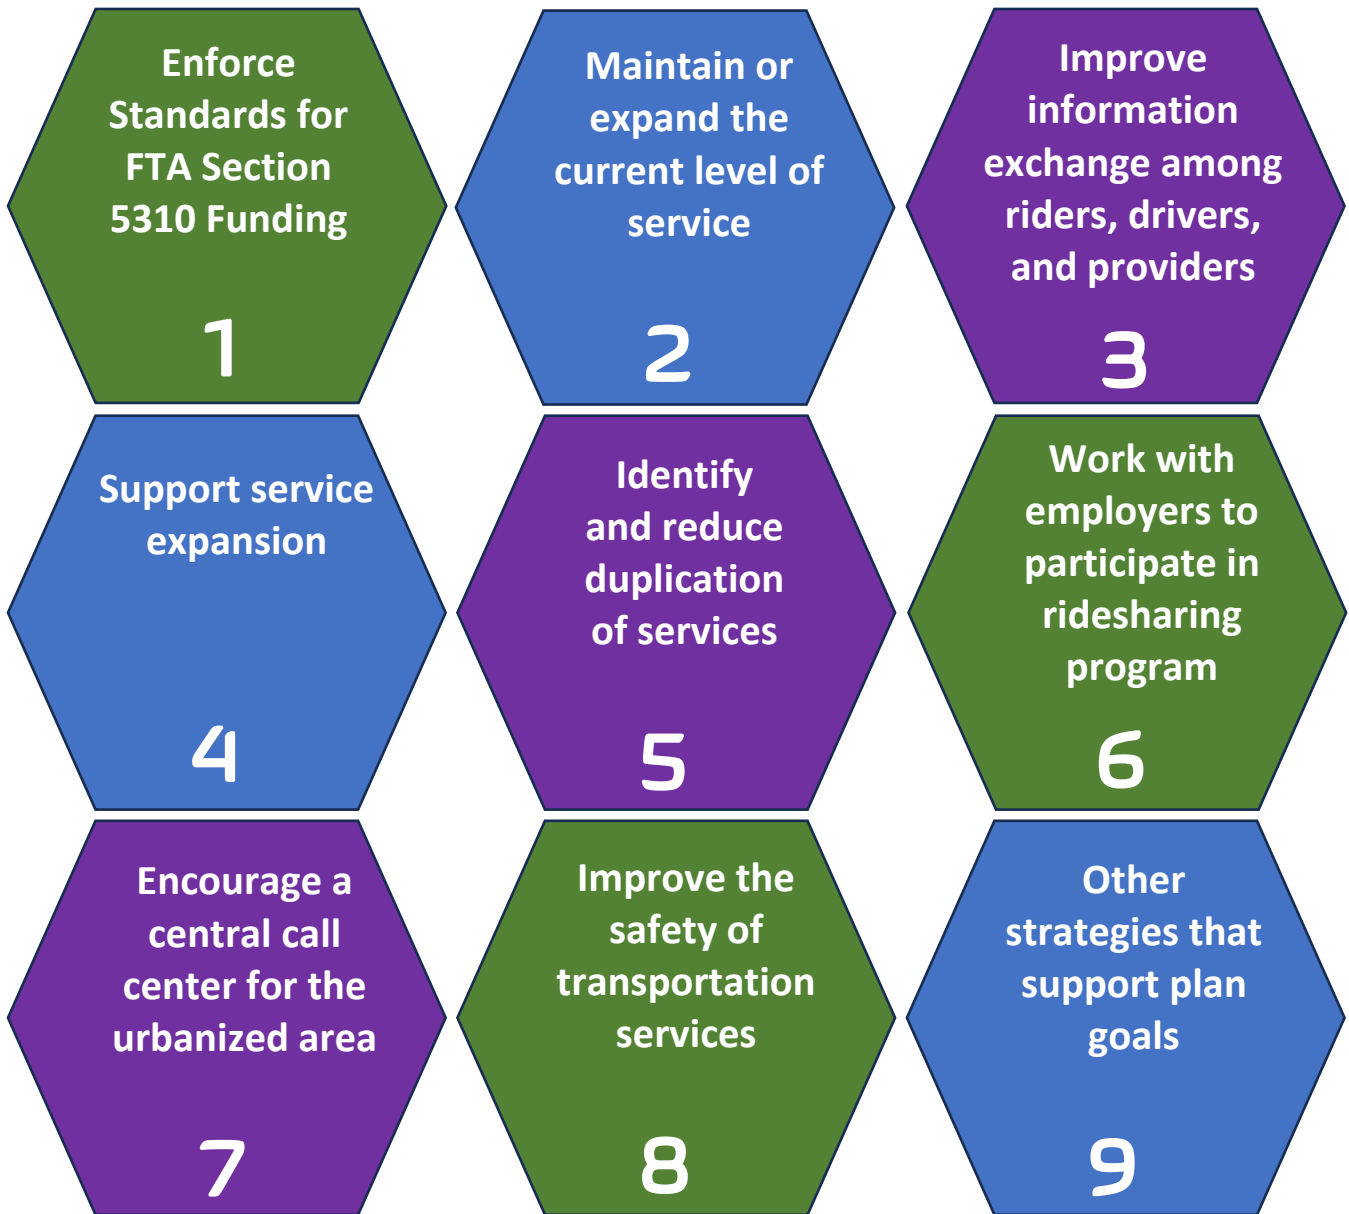 Enforce
Standards for
FTA Section
5310 Funding
1
Maintain or
expand the
current level of
service
2
Improve
information
exchange among
riders, drivers,
and providers
3
Support service
expansion
4
Identify
and reduce
duplication
of services
5
Work with
employers to
participate in
ridesharing
program
6
Encourage a
central call
center for the
urbanized area
7
Improve the
safety of
transportation
services
8
Other
strategies that
support plan
goals
9